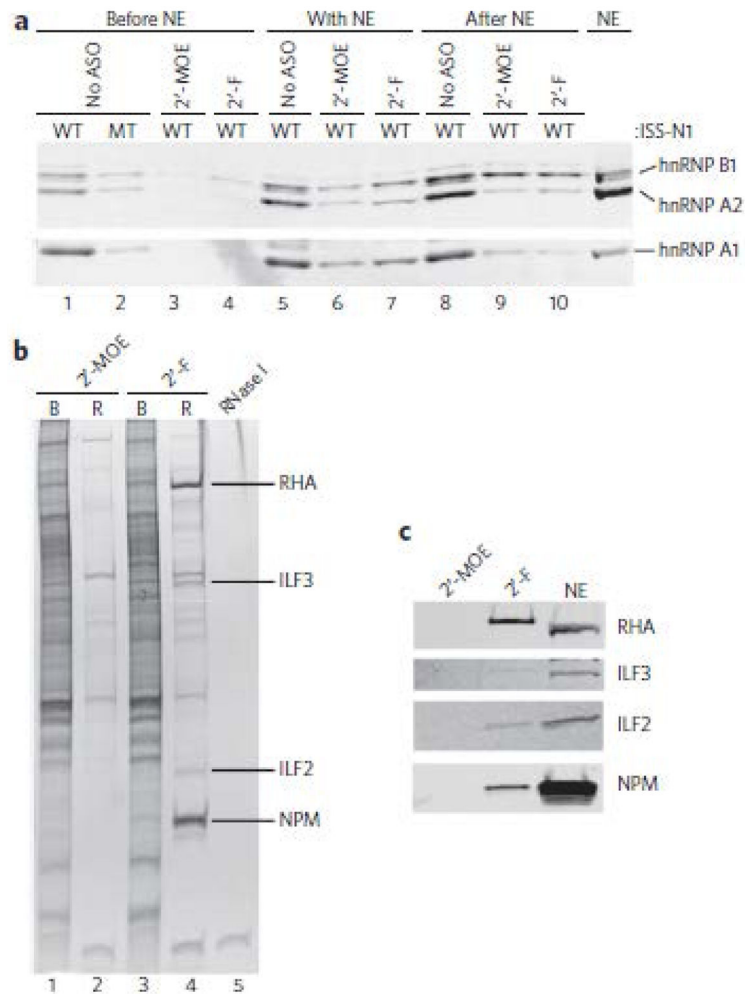 a
Before NE With NE After NE NE
No ASO 2'-MOE 2'-F No ASO 2'-MOE 2'-F No ASO 2'-MOE 2'-F
WT MT WT WT WT WT WT WT WT WT :ISS-N1
hnRNP B1
hnRNP A2
hnRNP A1
1 2 3 4 5 6 7 8 9 10
b
2'-MOE 2'-F RNase I
B R B R
RHA
ILF3
ILF2
NPM
1 2 3 4 5
c
2'-MOE 2'-F NE
RHA
ILF3
ILF2
NPM